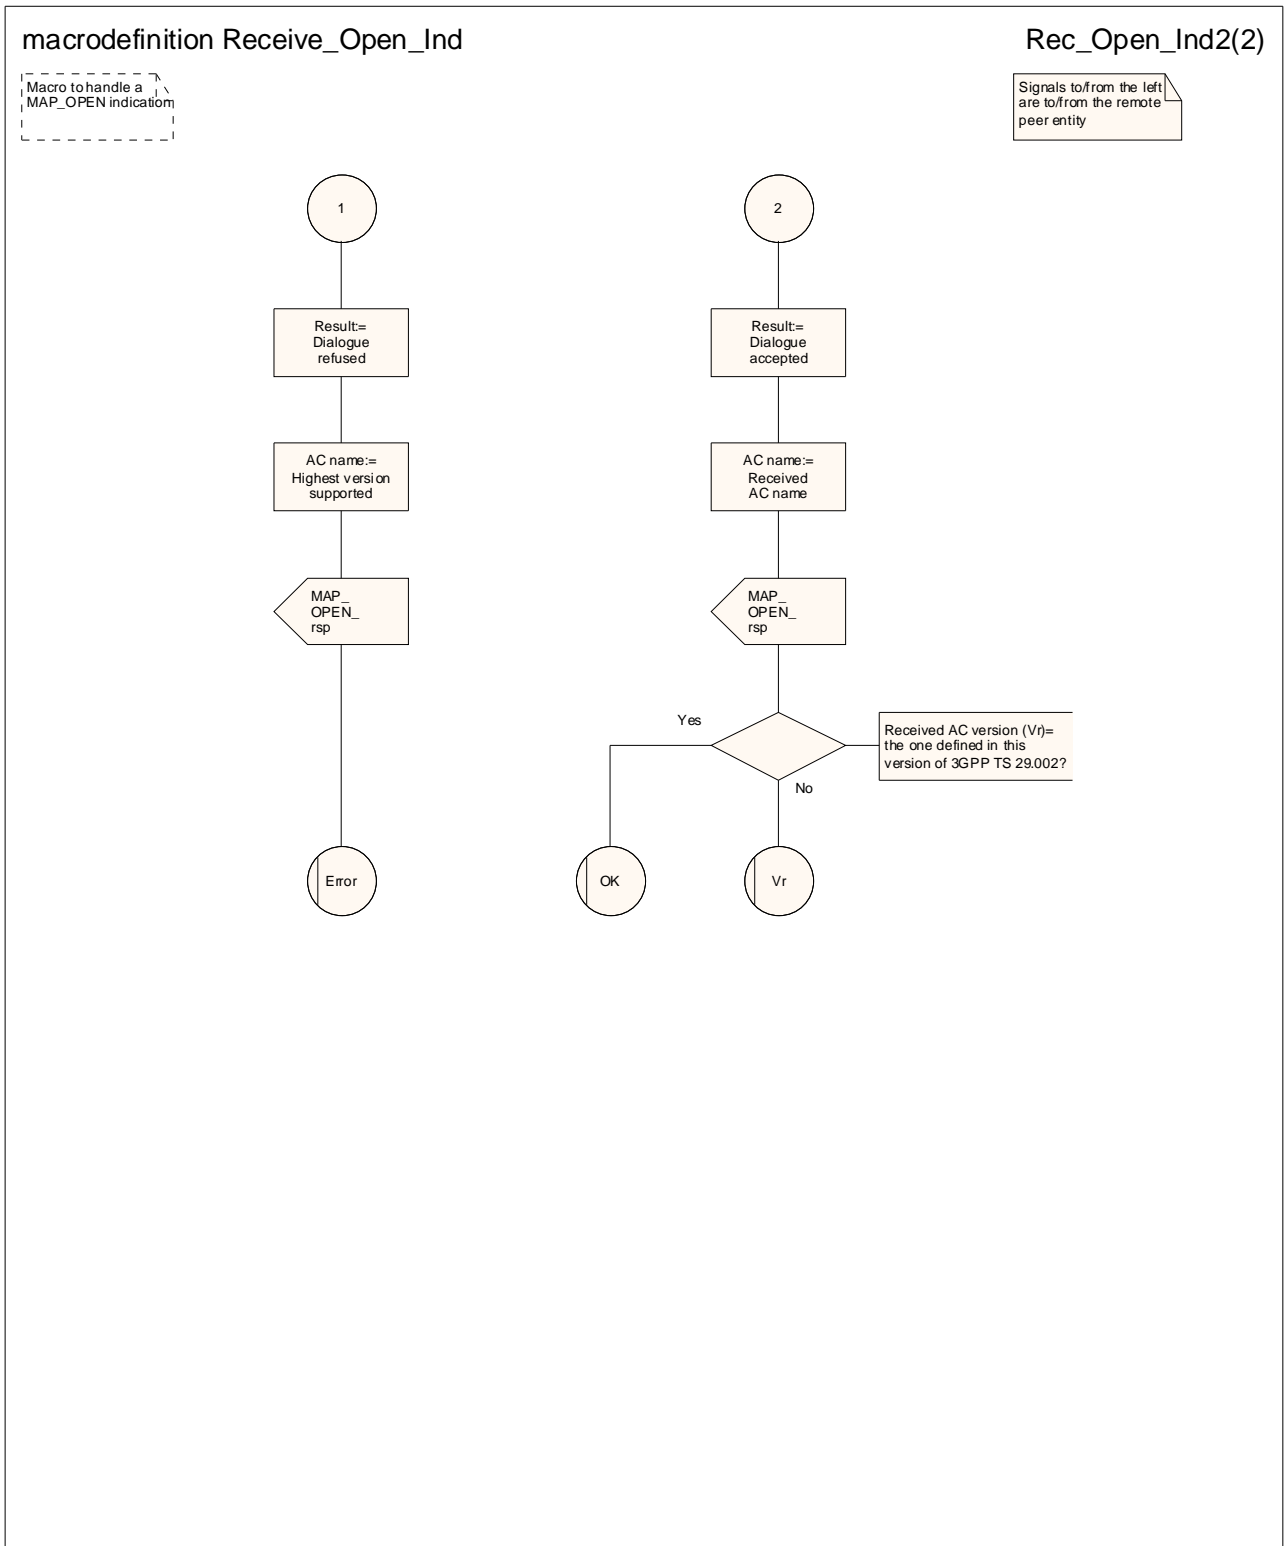 macrodefinition Receive_Open_Ind
Rec_Open_Ind2(2)
Macro to handle a
MAP_OPEN indication
Signals to/from the left
are to/from the remote
peer entity
1
2
Result:=
Dialogue
refused
Result:=
Dialogue
accepted
AC name:=
Highest version
supported
AC name:=
Received
AC name
MAP_
OPEN_
rsp
MAP_
OPEN_
rsp
Yes
Received AC version (Vr)=
the one defined in this
version of 3GPP TS 29.002?
No
Error
OK
Vr